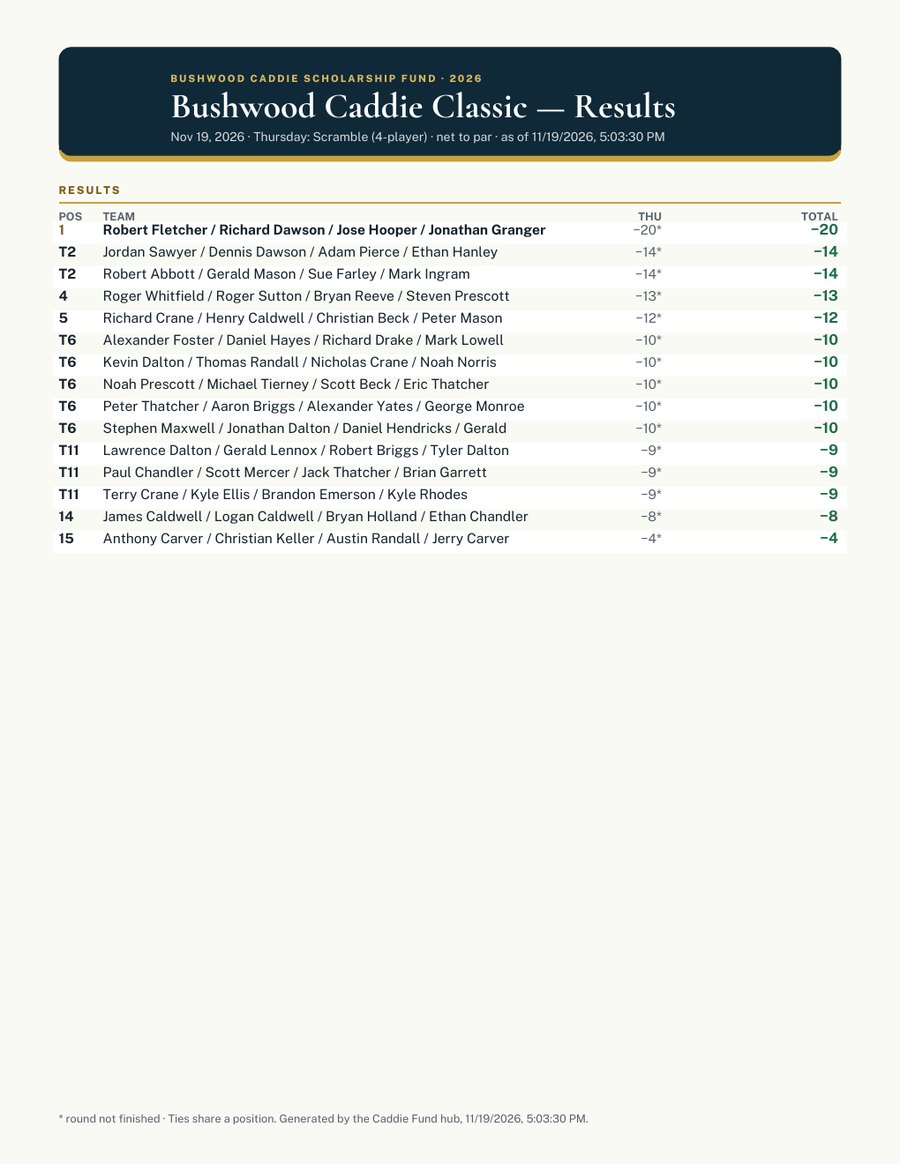 BUSHWOOD CADDIE SCHOLARSHIP FUND · 2026
Bushwood Caddie Classic — Results
Nov 19, 2026 · Thursday: Scramble (4-player) · net to par · as of 11/19/2026, 5:03:30 PM
RESULTS
POS TEAM THU TOTAL
1 Robert Fletcher / Richard Dawson / Jose Hooper / Jonathan Granger −20* −20
T2 Jordan Sawyer / Dennis Dawson / Adam Pierce / Ethan Hanley −14* −14
T2 Robert Abbott / Gerald Mason / Sue Farley / Mark Ingram −14* −14
4 Roger Whitfield / Roger Sutton / Bryan Reeve / Steven Prescott −13* −13
5 Richard Crane / Henry Caldwell / Christian Beck / Peter Mason −12* −12
T6 Alexander Foster / Daniel Hayes / Richard Drake / Mark Lowell −10* −10
T6 Kevin Dalton / Thomas Randall / Nicholas Crane / Noah Norris −10* −10
T6 Noah Prescott / Michael Tierney / Scott Beck / Eric Thatcher −10* −10
T6 Peter Thatcher / Aaron Briggs / Alexander Yates / George Monroe −10* −10
T6 Stephen Maxwell / Jonathan Dalton / Daniel Hendricks / Gerald −10* −10
T11 Lawrence Dalton / Gerald Lennox / Robert Briggs / Tyler Dalton −9* −9
T11 Paul Chandler / Scott Mercer / Jack Thatcher / Brian Garrett −9* −9
T11 Terry Crane / Kyle Ellis / Brandon Emerson / Kyle Rhodes −9* −9
14 James Caldwell / Logan Caldwell / Bryan Holland / Ethan Chandler −8* −8
15 Anthony Carver / Christian Keller / Austin Randall / Jerry Carver −4* −4
* round not finished · Ties share a position. Generated by the Caddie Fund hub, 11/19/2026, 5:03:30 PM.